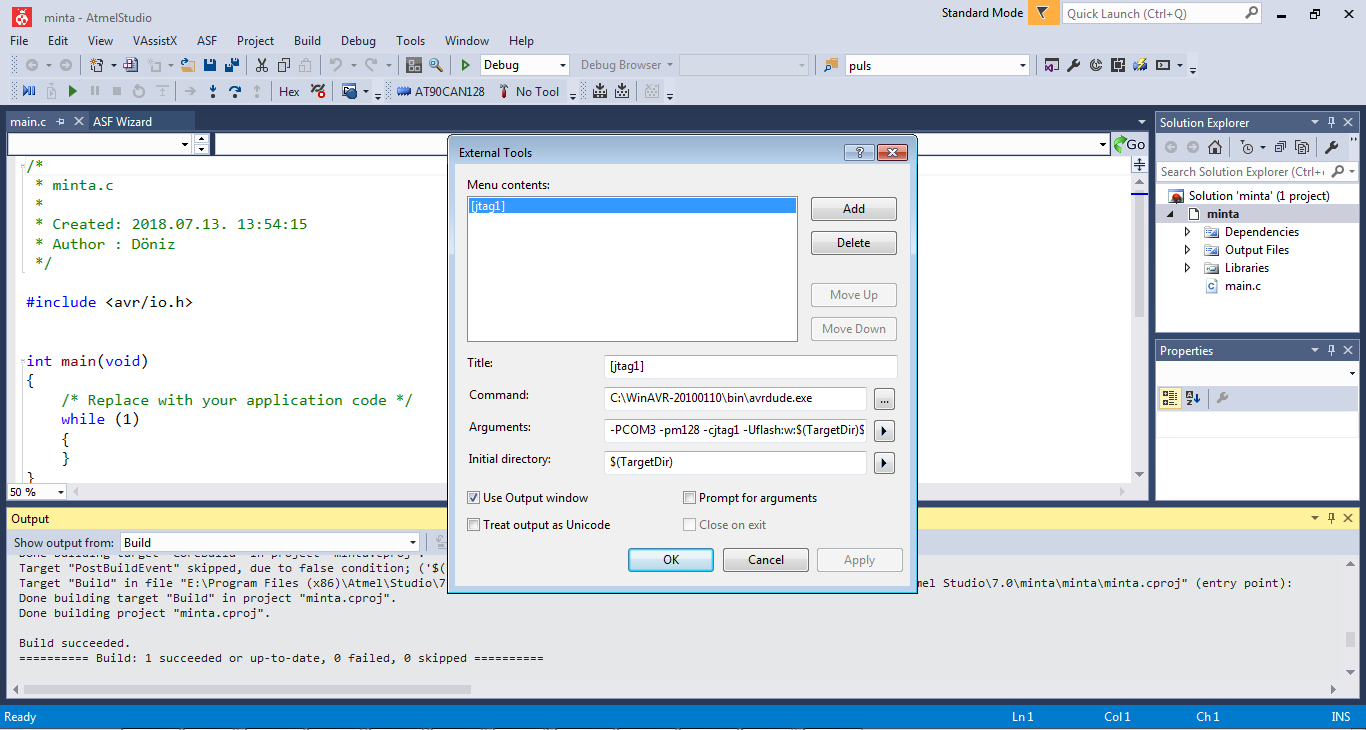 minta - AtmelStudio
Standard Mode
Quick Launch (Ctrl+Q)
File Edit View VAssistX ASF Project Build Debug Tools Window Help
Debug
Debug Browser
puls
Hex
AT90CAN128
No Tool
main.c
ASF Wizard
Go
/*
* minta.c
*
* Created: 2018.07.13. 13:54:15
* Author : Döniz
*/
#include <avr/io.h>
int main(void)
{
/* Replace with your application code */
while (1)
{
}
}
50 %
External Tools
Menu contents:
[jtag1]
Add
Delete
Move Up
Move Down
Title:
[jtag1]
Command:
C:\WinAVR-20100110\bin\avrdude.exe
...
Arguments:
-PCOM3 -pm128 -cjtag1 -Uflash:w:$(TargetDir)$
Initial directory:
$(TargetDir)
Use Output window
Prompt for arguments
Treat output as Unicode
Close on exit
OK
Cancel
Apply
Solution Explorer
Search Solution Explorer (Ctrl+
Solution 'minta' (1 project)
minta
Dependencies
Output Files
Libraries
main.c
Properties
Output
Show output from:
Build
Done building target "CoreBuild" in project "minta.cproj".
Target "PostBuildEvent" skipped, due to false condition; ('$(
Target "Build" in file "E:\Program Files (x86)\Atmel\Studio\7
mel Studio\7.0\minta\minta\minta.cproj" (entry point):
Done building target "Build" in project "minta.cproj".
Done building project "minta.cproj".
Build succeeded.
========== Build: 1 succeeded or up-to-date, 0 failed, 0 skipped ==========
Ready
Ln 1
Col 1
Ch 1
INS